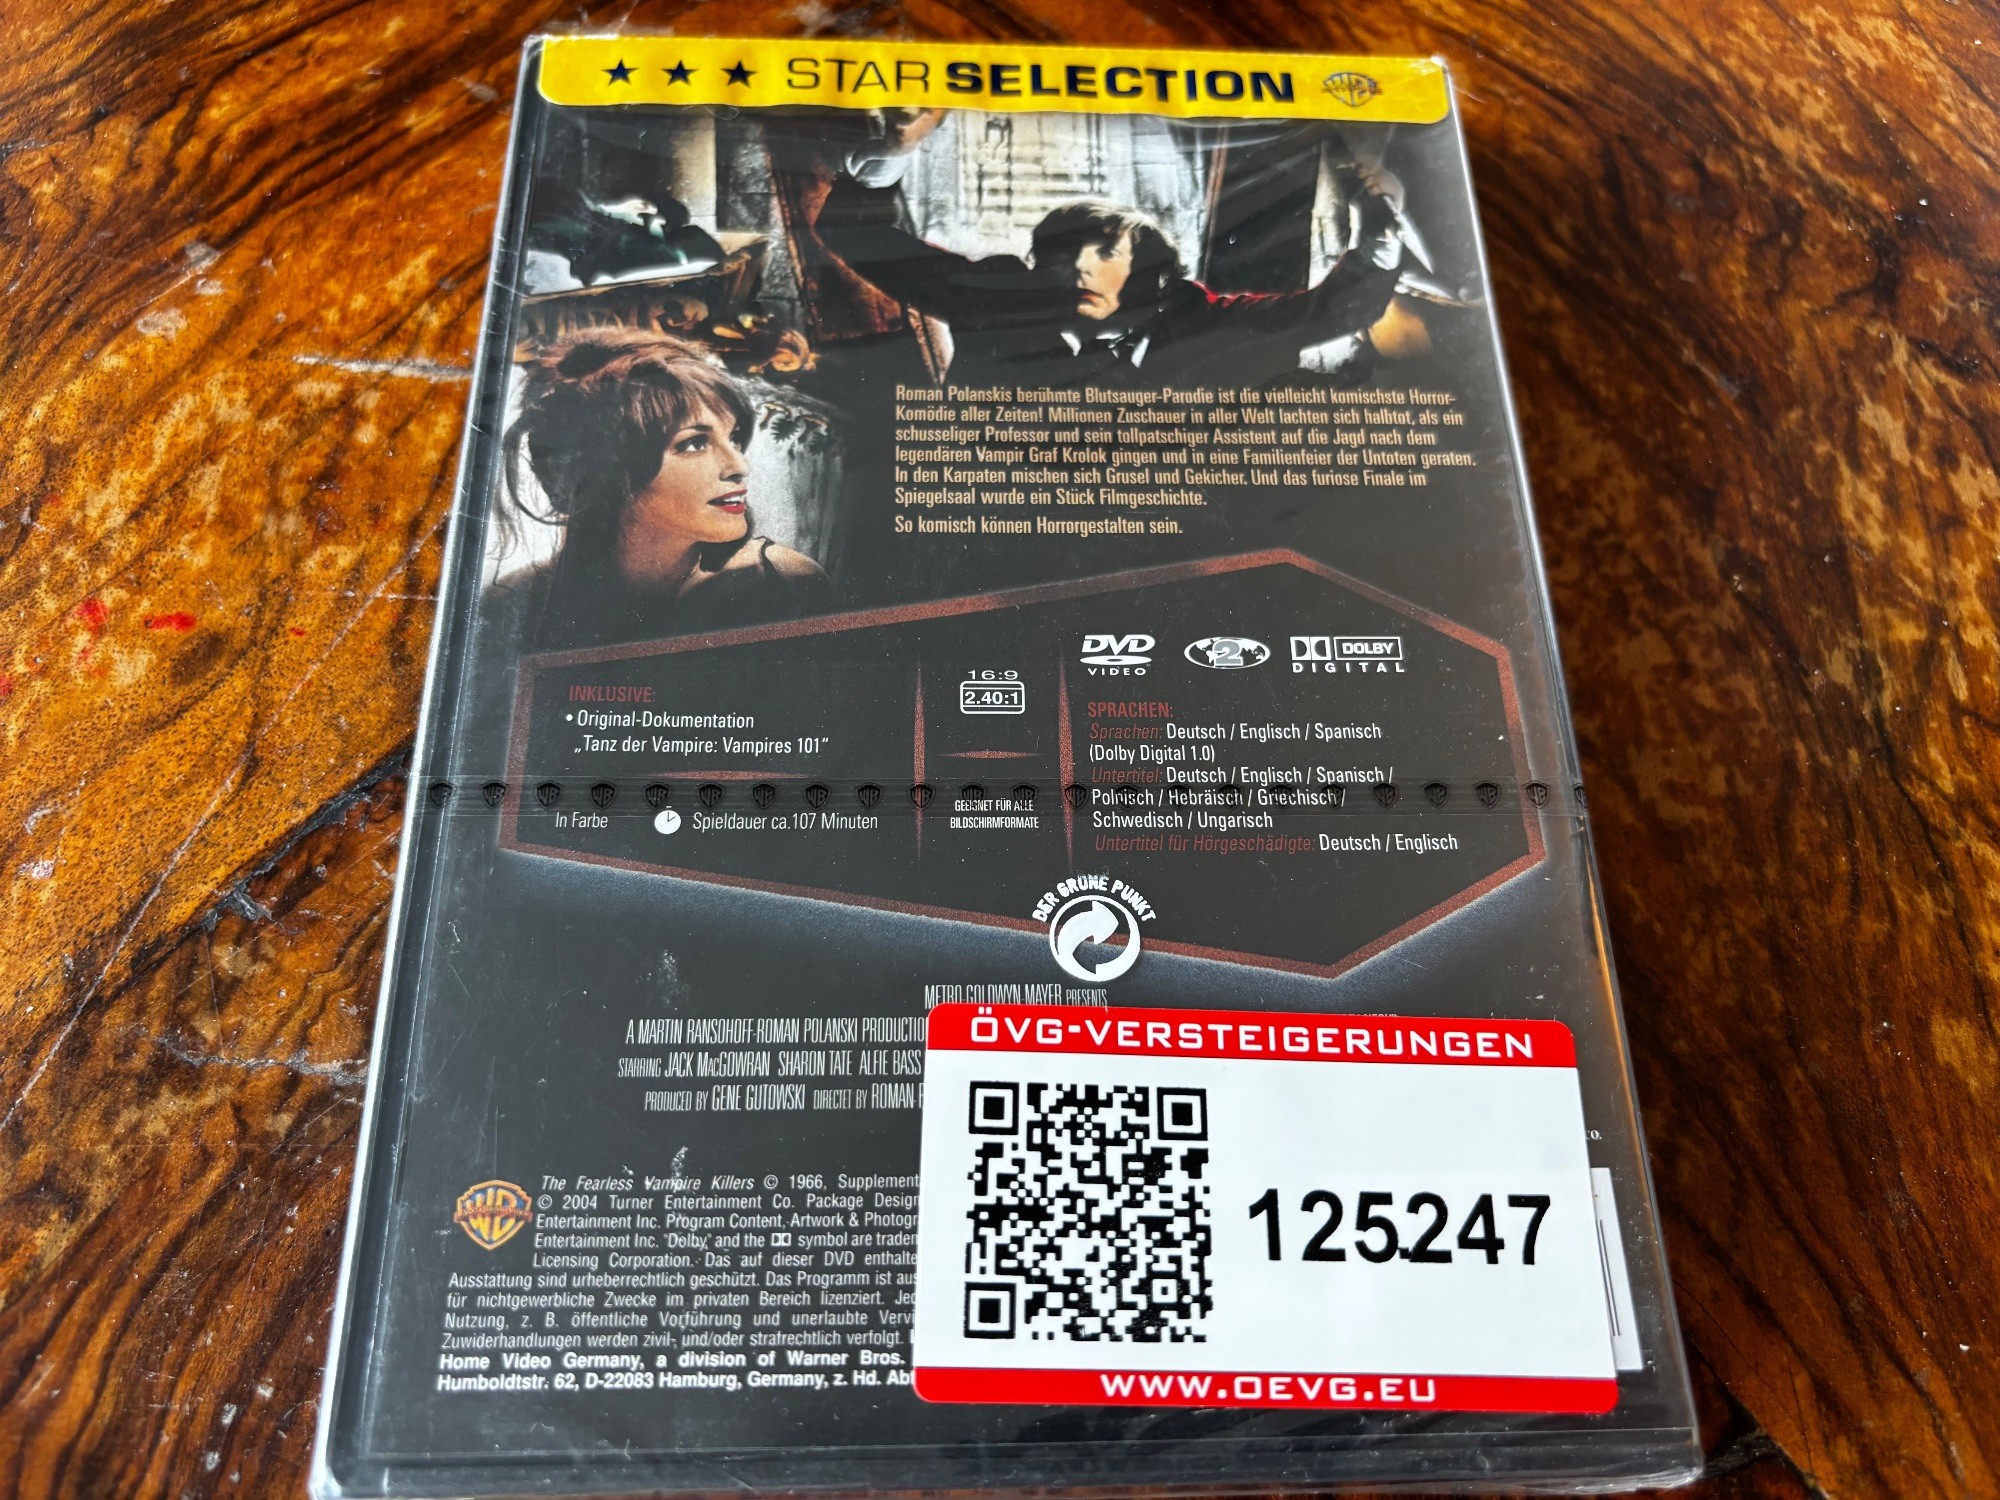 ★ ★ ★ STAR SELECTION WB
Roman Polanskis berühmte Blutsauger-Parodie ist die vielleicht komischste Horror-
Komödie aller Zeiten! Millionen Zuschauer in aller Welt lachten sich halbtot, als ein
schusseliger Professor und sein tollpatschiger Assistent auf die Jagd nach dem
legendären Vampir Graf Krolok gingen und in eine Familienfeier der Untoten geraten.
In den Karpaten mischen sich Grusel und Gekicher. Und das furiose Finale im
Spiegelsaal wurde ein Stück Filmgeschichte.
So komisch können Horrorgestalten sein.
INKLUSIVE:
• Original-Dokumentation
„Tanz der Vampire: Vampires 101“
In Farbe
Spieldauer ca.107 Minuten
16:9
2.40:1
GEEIGNET FÜR ALLE
BILDSCHIRMFORMATE
DVD
VIDEO
2
DOLBY
DIGITAL
SPRACHEN:
Sprachen: Deutsch / Englisch / Spanisch
(Dolby Digital 1.0)
Untertitel: Deutsch / Englisch / Spanisch /
Polnisch / Hebräisch / Griechisch /
Schwedisch / Ungarisch
Untertitel für Hörgeschädigte: Deutsch / Englisch
DER GRÜNE PUNKT
METRO-GOLDWYN-MAYER PRESENTS
A MARTIN RANSOHOFF-ROMAN POLANSKI PRODUCTIO
STARRING JACK MACGOWRAN SHARON TATE ALFIE BASS
PRODUCED BY GENE GUTOWSKI DIRECTET BY ROMAN
WB
The Fearless Vampire Killers © 1966, Supplement
© 2004 Turner Entertainment Co. Package Design
Entertainment Inc. Program Content, Artwork & Photogr
Entertainment Inc. "Dolby," and the symbol are tradem
Licensing Corporation. Das auf dieser DVD enthalte
Ausstattung sind urheberrechtlich geschützt. Das Programm ist aus
für nichtgewerbliche Zwecke im privaten Bereich lizenziert. Jed
Nutzung, z. B. öffentliche Vorführung und unerlaubte Vervi
Zuwiderhandlungen werden zivil- und/oder strafrechtlich verfolgt.
Home Video Germany, a division of Warner Bros.
Humboldtstr. 62, D-22083 Hamburg, Germany, z. Hd. Abt
ÖVG-VERSTEIGERUNGEN
125247
WWW.OEVG.EU